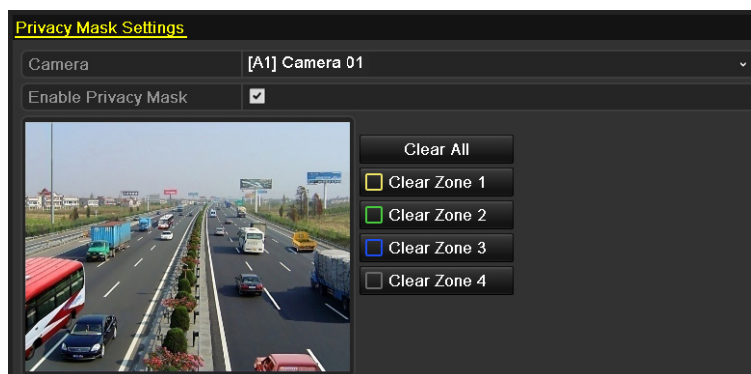 Privacy Mask Settings
Camera [A1] Camera 01
Enable Privacy Mask
Clear All
Clear Zone 1
Clear Zone 2
Clear Zone 3
Clear Zone 4